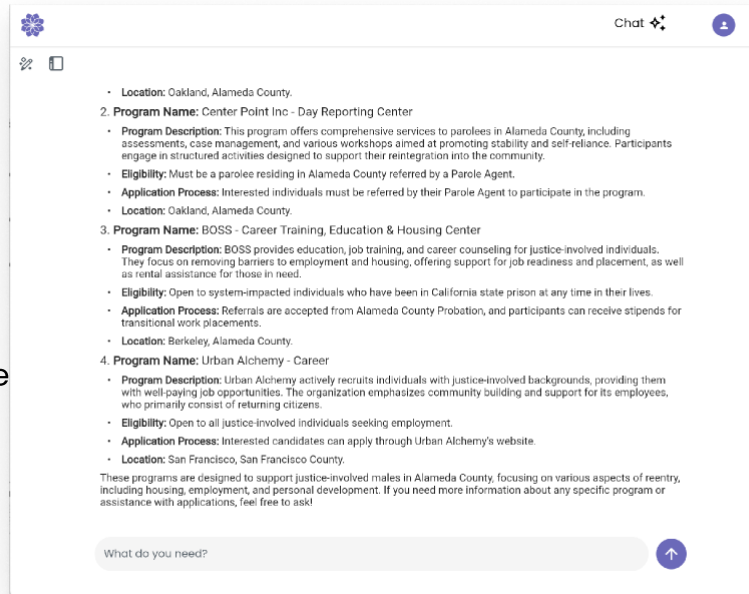 Chat
• Location: Oakland, Alameda County.
2. Program Name: Center Point Inc - Day Reporting Center
• Program Description: This program offers comprehensive services to parolees in Alameda County, including
assessments, case management, and various workshops aimed at promoting stability and self-reliance. Participants
engage in structured activities designed to support their reintegration into the community.
• Eligibility: Must be a parolee residing in Alameda County referred by a Parole Agent.
• Application Process: Interested individuals must be referred by their Parole Agent to participate in the program.
• Location: Oakland, Alameda County.
3. Program Name: BOSS - Career Training, Education & Housing Center
• Program Description: BOSS provides education, job training, and career counseling for justice-involved individuals.
They focus on removing barriers to employment and housing, offering support for job readiness and placement, as well
as rental assistance for those in need.
• Eligibility: Open to system-impacted individuals who have been in California state prison at any time in their lives.
• Application Process: Referrals are accepted from Alameda County Probation, and participants can receive stipends for
transitional work placements.
• Location: Berkeley, Alameda County.
4. Program Name: Urban Alchemy - Career
• Program Description: Urban Alchemy actively recruits individuals with justice-involved backgrounds, providing them
with well-paying job opportunities. The organization emphasizes community building and support for its employees,
who primarily consist of returning citizens.
• Eligibility: Open to all justice-involved individuals seeking employment.
• Application Process: Interested candidates can apply through Urban Alchemy's website.
• Location: San Francisco, San Francisco County.
These programs are designed to support justice-involved males in Alameda County, focusing on various aspects of reentry,
including housing, employment, and personal development. If you need more information about any specific program or
assistance with applications, feel free to ask!
What do you need?